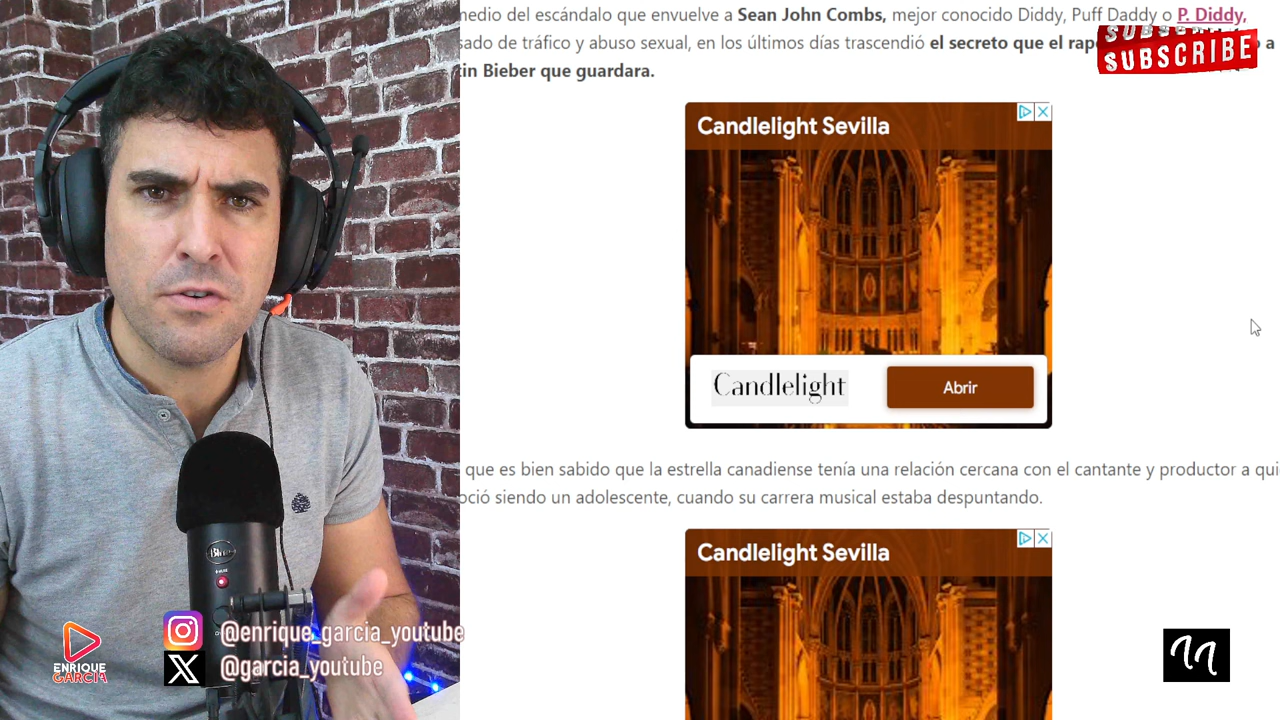 medio del escándalo que envuelve a Sean John Combs, mejor conocido Diddy, Puff Daddy o P. Diddy,
sado de tráfico y abuso sexual, en los últimos días trascendió el secreto que el
tin Bieber que guardara.
SUBSCRIBE
SUBSCRIBE
Candlelight Sevilla
Candlelight
Abrir
que es bien sabido que la estrella canadiense tenía una relación cercana con el cantante y productor a qui
oció siendo un adolescente, cuando su carrera musical estaba despuntando.
Candlelight Sevilla
Blue
@enrique_garcia_youtube
@garcia_youtube
ENRIQUE
GARCIA